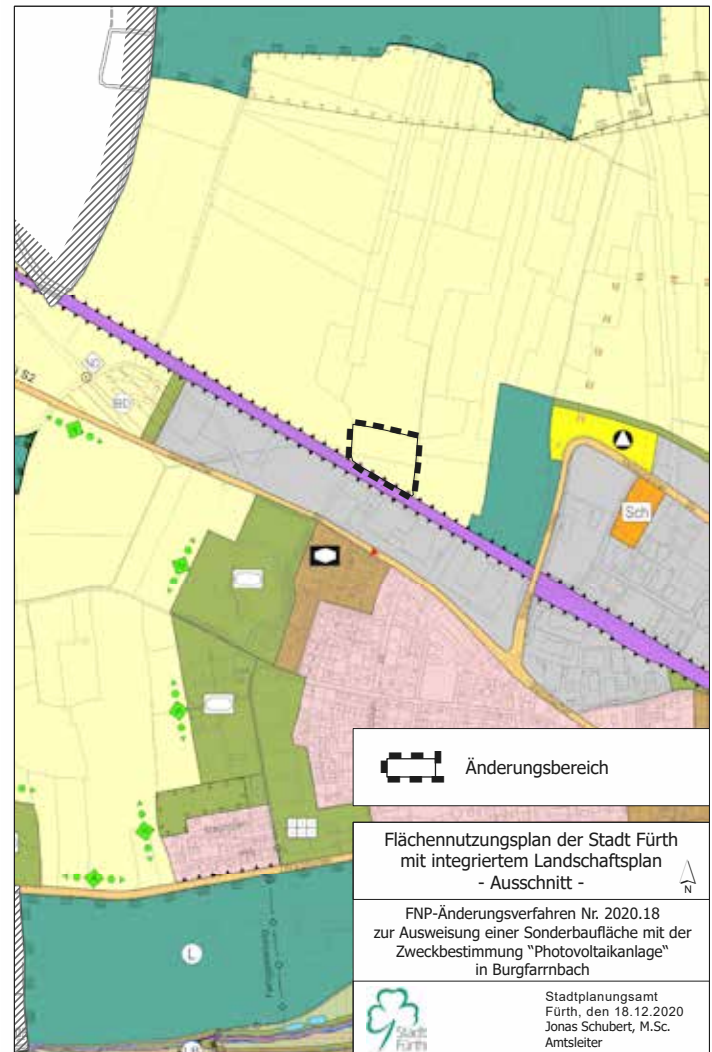 S2
ND
BD
Sch
L
Änderungsbereich
Flächennutzungsplan der Stadt Fürth
mit integriertem Landschaftsplan
- Ausschnitt -
N
FNP-Änderungsverfahren Nr. 2020.18
zur Ausweisung einer Sonderbaufläche mit der
Zweckbestimmung "Photovoltaikanlage"
in Burgfarrnbach
Stadt
Fürth
Stadtplanungsamt
Fürth, den 18.12.2020
Jonas Schubert, M.Sc.
Amtsleiter